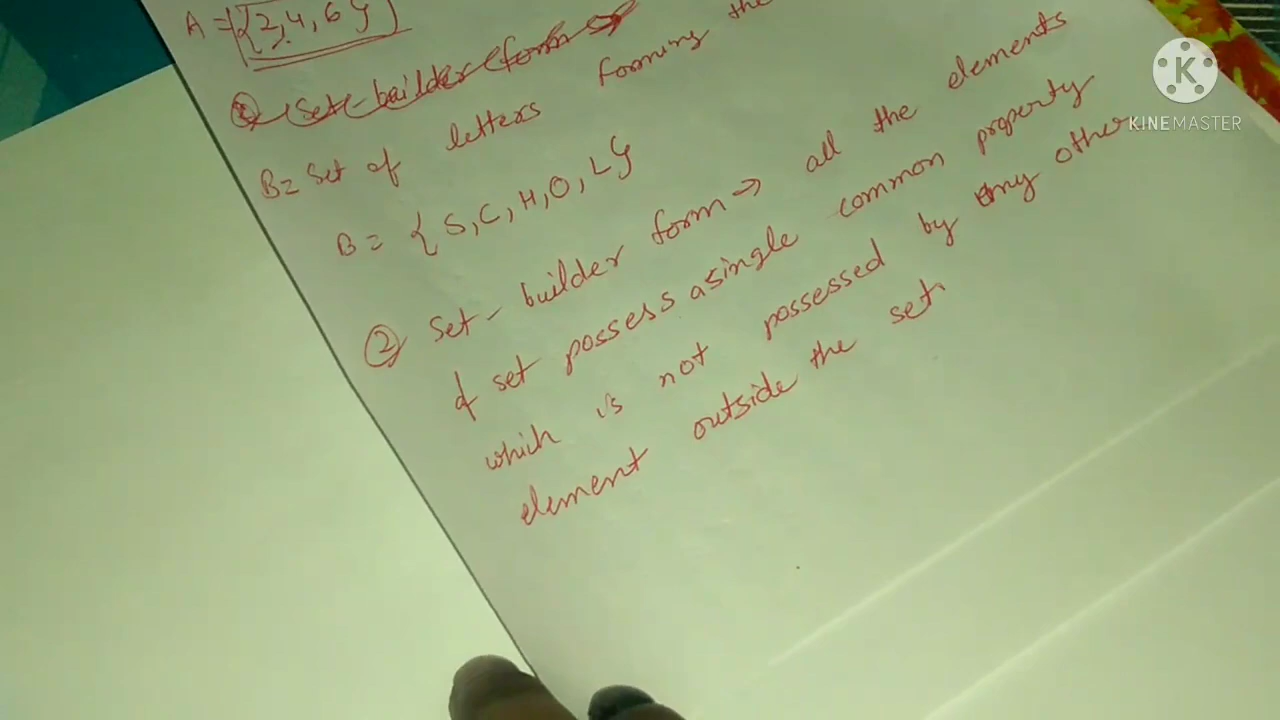 A = {2, 4, 6}
② Set-builder form ⇒
B = Set of letters forming the
B = { S, C, H, O, L }
② Set-builder form ⇒ all the elements
of set possess a single common property
which is not possessed by any other
element outside the set.
K
KINEMASTER